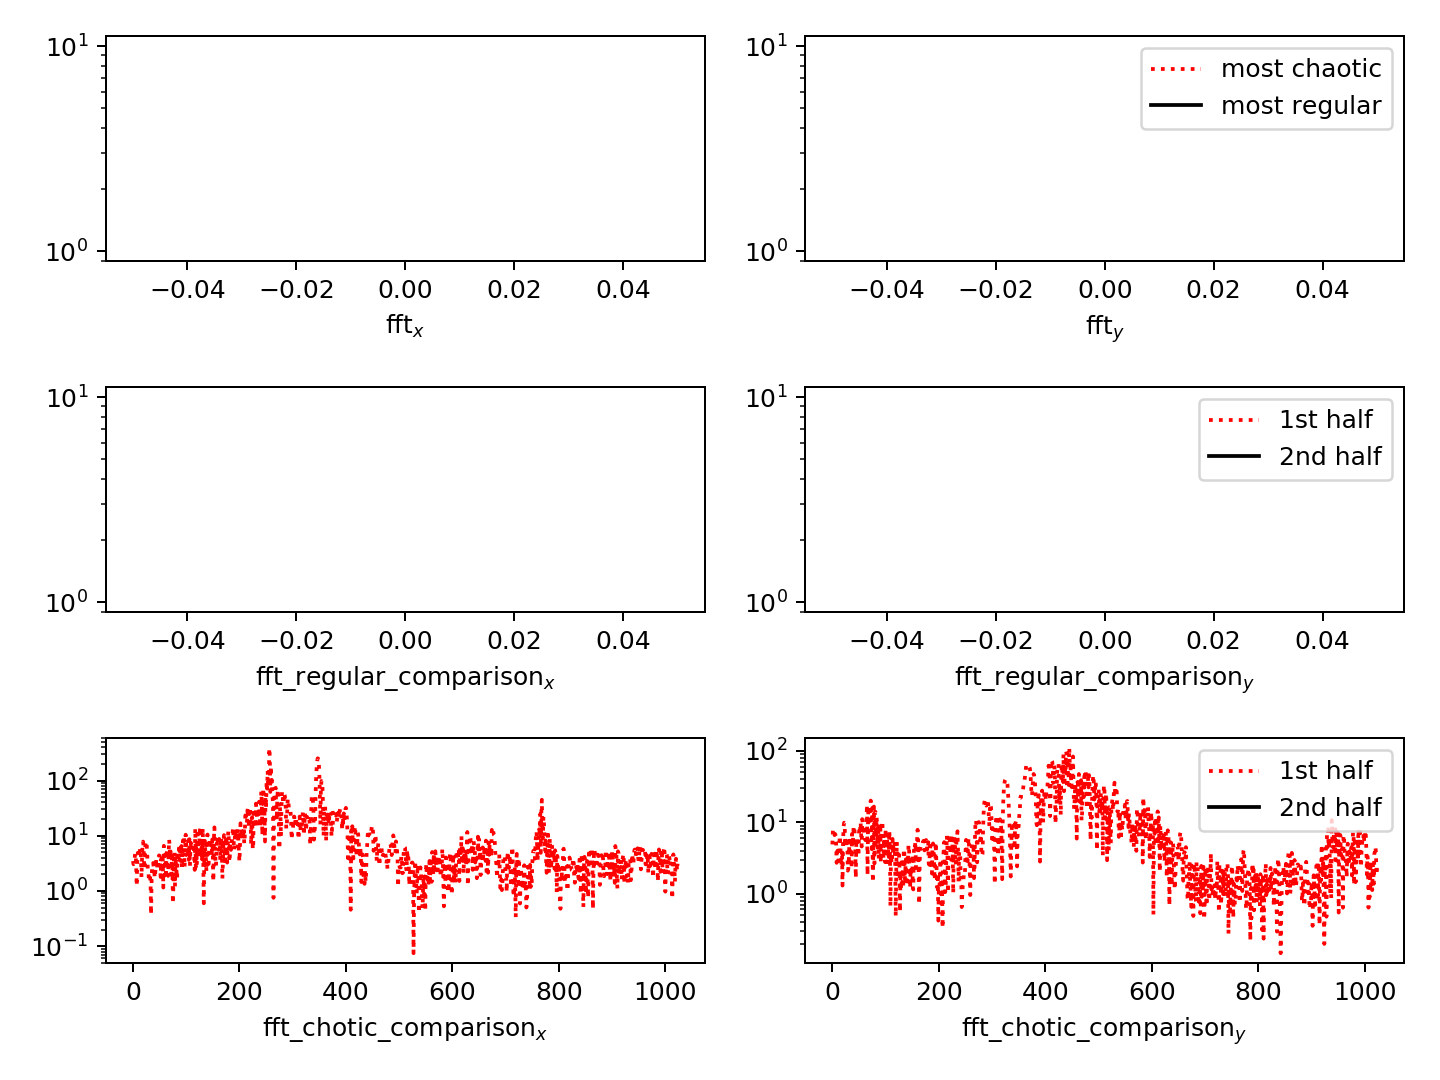 10¹
10⁰
−0.04 −0.02 0.00 0.02 0.04
fftₓ
10¹
10⁰
most chaotic
most regular
−0.04 −0.02 0.00 0.02 0.04
fft_y
10¹
10⁰
−0.04 −0.02 0.00 0.02 0.04
fft_regular_comparisonₓ
10¹
10⁰
1st half
2nd half
−0.04 −0.02 0.00 0.02 0.04
fft_regular_comparison_y
10²
10¹
10⁰
10⁻¹
0 200 400 600 800 1000
fft_chotic_comparisonₓ
10²
10¹
10⁰
1st half
2nd half
0 200 400 600 800 1000
fft_chotic_comparison_y